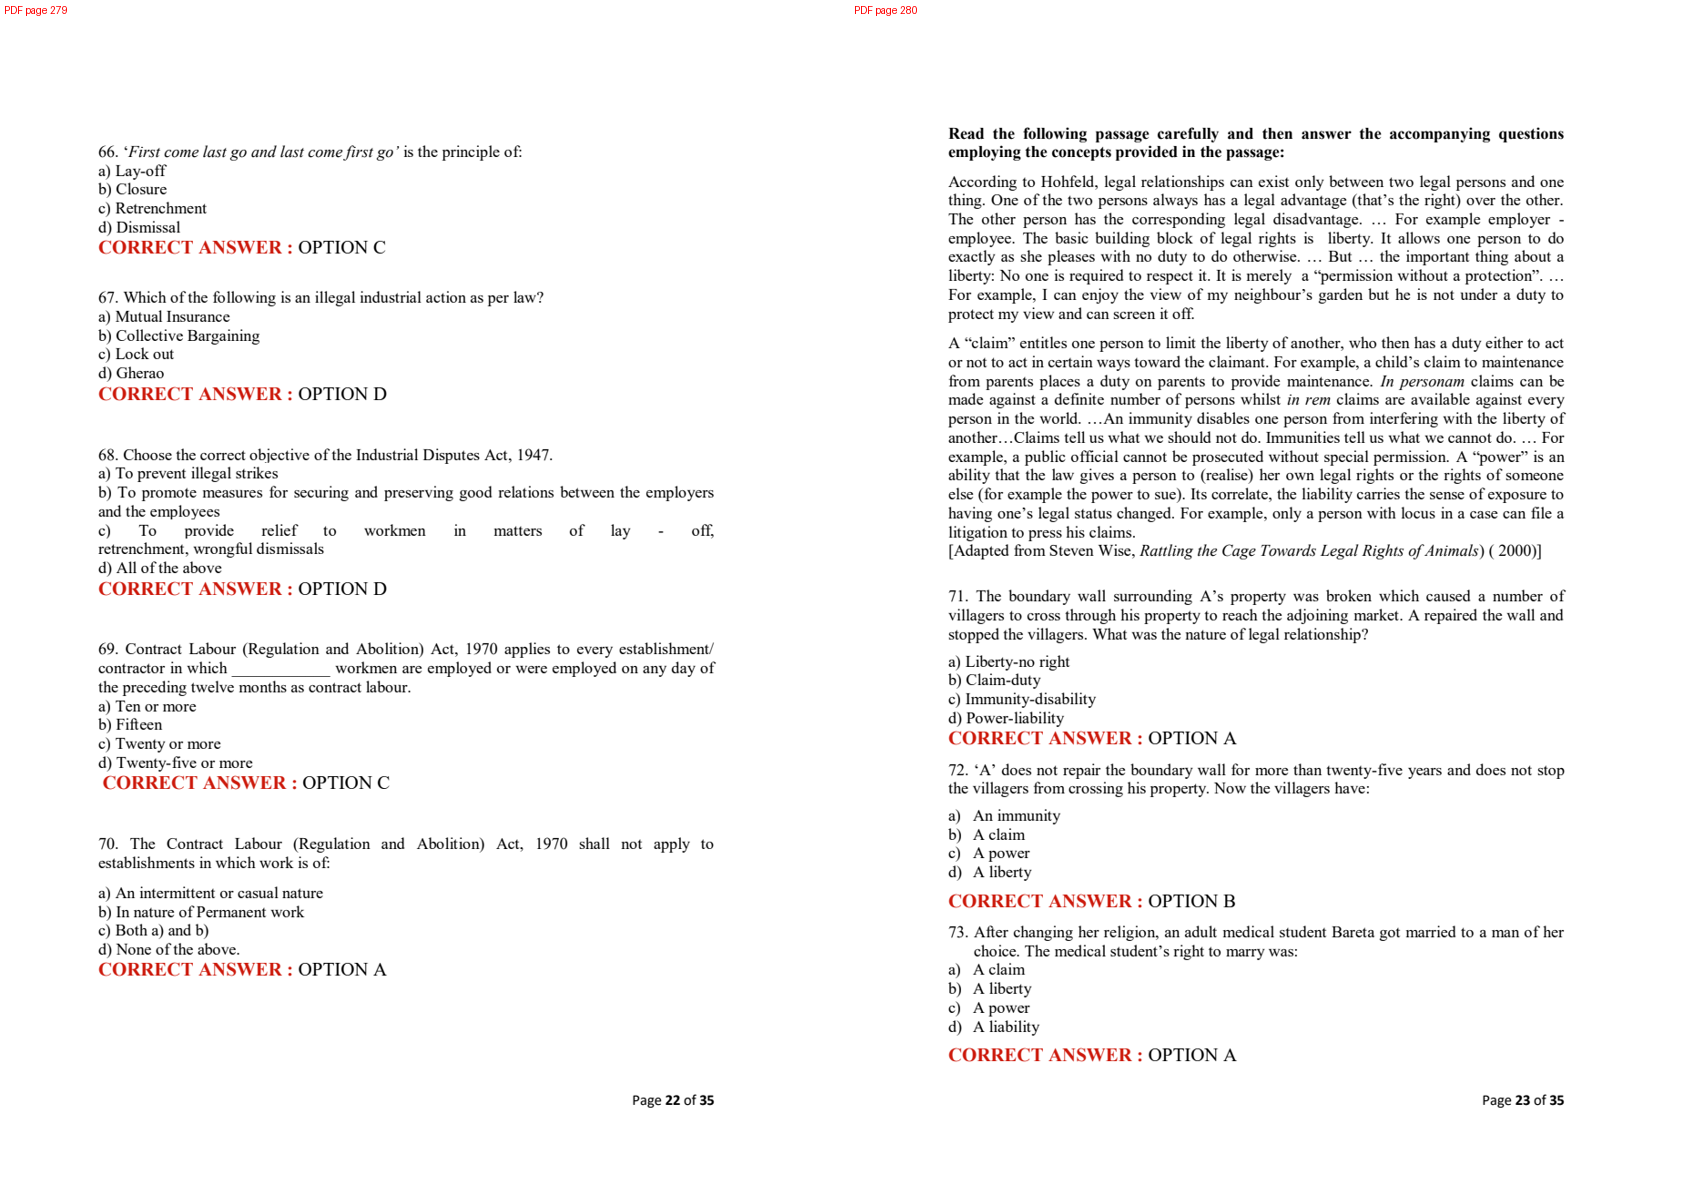 PDF page 279
66. ‘First come last go and last come first go’ is the principle of:
a) Lay-off
b) Closure
c) Retrenchment
d) Dismissal
CORRECT ANSWER : OPTION C
67. Which of the following is an illegal industrial action as per law?
a) Mutual Insurance
b) Collective Bargaining
c) Lock out
d) Gherao
CORRECT ANSWER : OPTION D
68. Choose the correct objective of the Industrial Disputes Act, 1947.
a) To prevent illegal strikes
b) To promote measures for securing and preserving good relations between the employers
and the employees
c) To provide relief to workmen in matters of lay - off,
retrenchment, wrongful dismissals
d) All of the above
CORRECT ANSWER : OPTION D
69. Contract Labour (Regulation and Abolition) Act, 1970 applies to every establishment/
contractor in which ____________ workmen are employed or were employed on any day of
the preceding twelve months as contract labour.
a) Ten or more
b) Fifteen
c) Twenty or more
d) Twenty-five or more
CORRECT ANSWER : OPTION C
70. The Contract Labour (Regulation and Abolition) Act, 1970 shall not apply to
establishments in which work is of:
a) An intermittent or casual nature
b) In nature of Permanent work
c) Both a) and b)
d) None of the above.
CORRECT ANSWER : OPTION A
Page 22 of 35
PDF page 280
Read the following passage carefully and then answer the accompanying questions
employing the concepts provided in the passage:
According to Hohfeld, legal relationships can exist only between two legal persons and one
thing. One of the two persons always has a legal advantage (that’s the right) over the other.
The other person has the corresponding legal disadvantage. … For example employer -
employee. The basic building block of legal rights is liberty. It allows one person to do
exactly as she pleases with no duty to do otherwise. … But … the important thing about a
liberty: No one is required to respect it. It is merely a “permission without a protection”. …
For example, I can enjoy the view of my neighbour’s garden but he is not under a duty to
protect my view and can screen it off.
A “claim” entitles one person to limit the liberty of another, who then has a duty either to act
or not to act in certain ways toward the claimant. For example, a child’s claim to maintenance
from parents places a duty on parents to provide maintenance. In personam claims can be
made against a definite number of persons whilst in rem claims are available against every
person in the world. …An immunity disables one person from interfering with the liberty of
another…Claims tell us what we should not do. Immunities tell us what we cannot do. … For
example, a public official cannot be prosecuted without special permission. A “power” is an
ability that the law gives a person to (realise) her own legal rights or the rights of someone
else (for example the power to sue). Its correlate, the liability carries the sense of exposure to
having one’s legal status changed. For example, only a person with locus in a case can file a
litigation to press his claims.
[Adapted from Steven Wise, Rattling the Cage Towards Legal Rights of Animals) ( 2000)]
71. The boundary wall surrounding A’s property was broken which caused a number of
villagers to cross through his property to reach the adjoining market. A repaired the wall and
stopped the villagers. What was the nature of legal relationship?
a) Liberty-no right
b) Claim-duty
c) Immunity-disability
d) Power-liability
CORRECT ANSWER : OPTION A
72. ‘A’ does not repair the boundary wall for more than twenty-five years and does not stop
the villagers from crossing his property. Now the villagers have:
a) An immunity
b) A claim
c) A power
d) A liberty
CORRECT ANSWER : OPTION B
73. After changing her religion, an adult medical student Bareta got married to a man of her
choice. The medical student’s right to marry was:
a) A claim
b) A liberty
c) A power
d) A liability
CORRECT ANSWER : OPTION A
Page 23 of 35